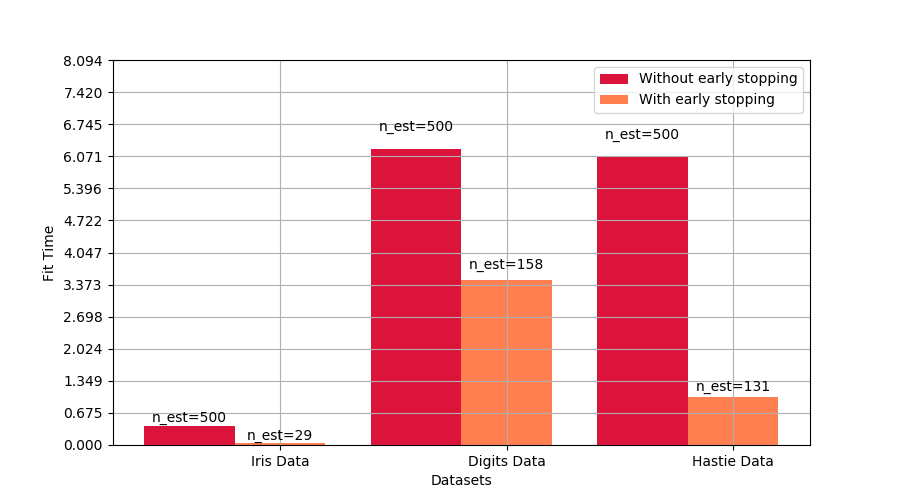 8.094
7.420
6.745
6.071
5.396
4.722
4.047
3.373
2.698
2.024
1.349
0.675
0.000
Fit Time
Without early stopping
With early stopping
n_est=500
n_est=29
n_est=500
n_est=158
n_est=500
n_est=131
Iris Data
Digits Data
Hastie Data
Datasets